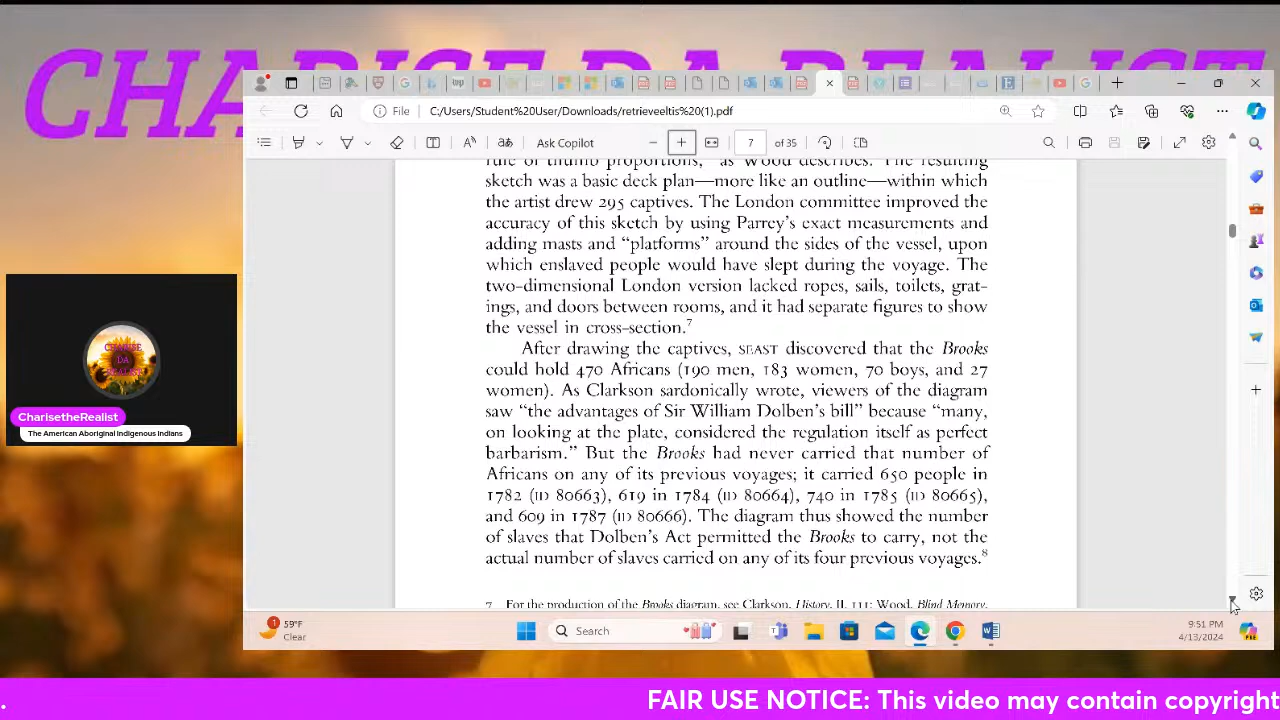 CHARISE DA REALIST
File C:/Users/Student%20User/Downloads/retrieveeltis%20(1).pdf
Ask Copilot
7 of 35
rule of thumb proportions," as Wood describes. The resulting
sketch was a basic deck plan—more like an outline—within which
the artist drew 295 captives. The London committee improved the
accuracy of this sketch by using Parrey's exact measurements and
adding masts and “platforms” around the sides of the vessel, upon
which enslaved people would have slept during the voyage. The
two-dimensional London version lacked ropes, sails, toilets, grat-
ings, and doors between rooms, and it had separate figures to show
the vessel in cross-section.7
After drawing the captives, SEAST discovered that the Brooks
could hold 470 Africans (190 men, 183 women, 70 boys, and 27
women). As Clarkson sardonically wrote, viewers of the diagram
saw “the advantages of Sir William Dolben's bill” because “many,
on looking at the plate, considered the regulation itself as perfect
barbarism.” But the Brooks had never carried that number of
Africans on any of its previous voyages; it carried 650 people in
1782 (ID 80663), 619 in 1784 (ID 80664), 740 in 1785 (ID 80665),
and 609 in 1787 (ID 80666). The diagram thus showed the number
of slaves that Dolben's Act permitted the Brooks to carry, not the
actual number of slaves carried on any of its four previous voyages.8
7 For the production of the Brooks diagram, see Clarkson, History, II, 111; Wood, Blind Memory,
CHARISE
DA
REALIST
CharisetheRealist
The American Aboriginal Indigenous Indians
1
59°F
Clear
Search
9:51 PM
4/13/2024
. FAIR USE NOTICE: This video may contain copyright